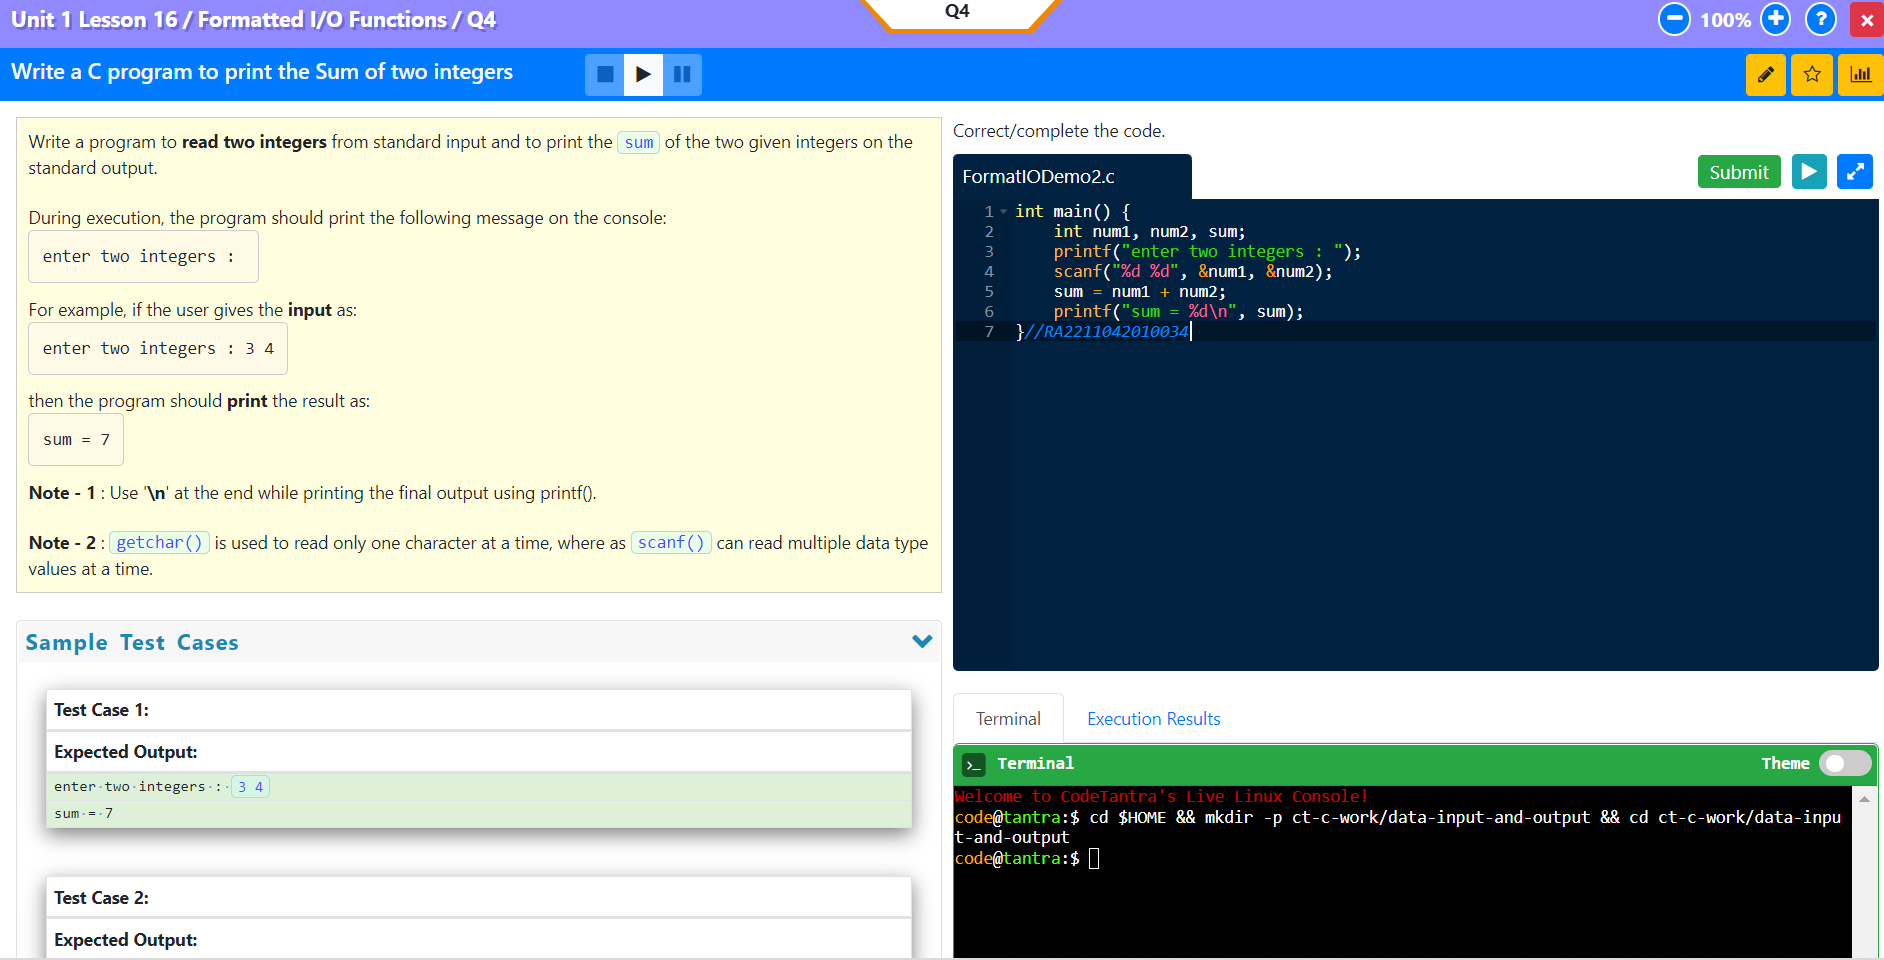 Unit 1 Lesson 16 / Formatted I/O Functions / Q4
Q4
100%
?
Write a C program to print the Sum of two integers
Write a program to read two integers from standard input and to print the sum of the two given integers on the
standard output.
During execution, the program should print the following message on the console:
enter two integers :
For example, if the user gives the input as:
enter two integers : 3 4
then the program should print the result as:
sum = 7
Note - 1 : Use '\n' at the end while printing the final output using printf().
Note - 2 : getchar() is used to read only one character at a time, where as scanf() can read multiple data type
values at a time.
Sample Test Cases
Test Case 1:
Expected Output:
enter·two·integers·:·3 4
sum·=·7
Test Case 2:
Expected Output:
Correct/complete the code.
FormatIODemo2.c
Submit
1 int main() {
2 int num1, num2, sum;
3 printf("enter two integers : ");
4 scanf("%d %d", &num1, &num2);
5 sum = num1 + num2;
6 printf("sum = %d\n", sum);
7 }//RA2211042010034
Terminal
Execution Results
>_ Terminal
Theme
Welcome to CodeTantra's Live Linux Console!
code@tantra:$ cd $HOME && mkdir -p ct-c-work/data-input-and-output && cd ct-c-work/data-inpu
t-and-output
code@tantra:$